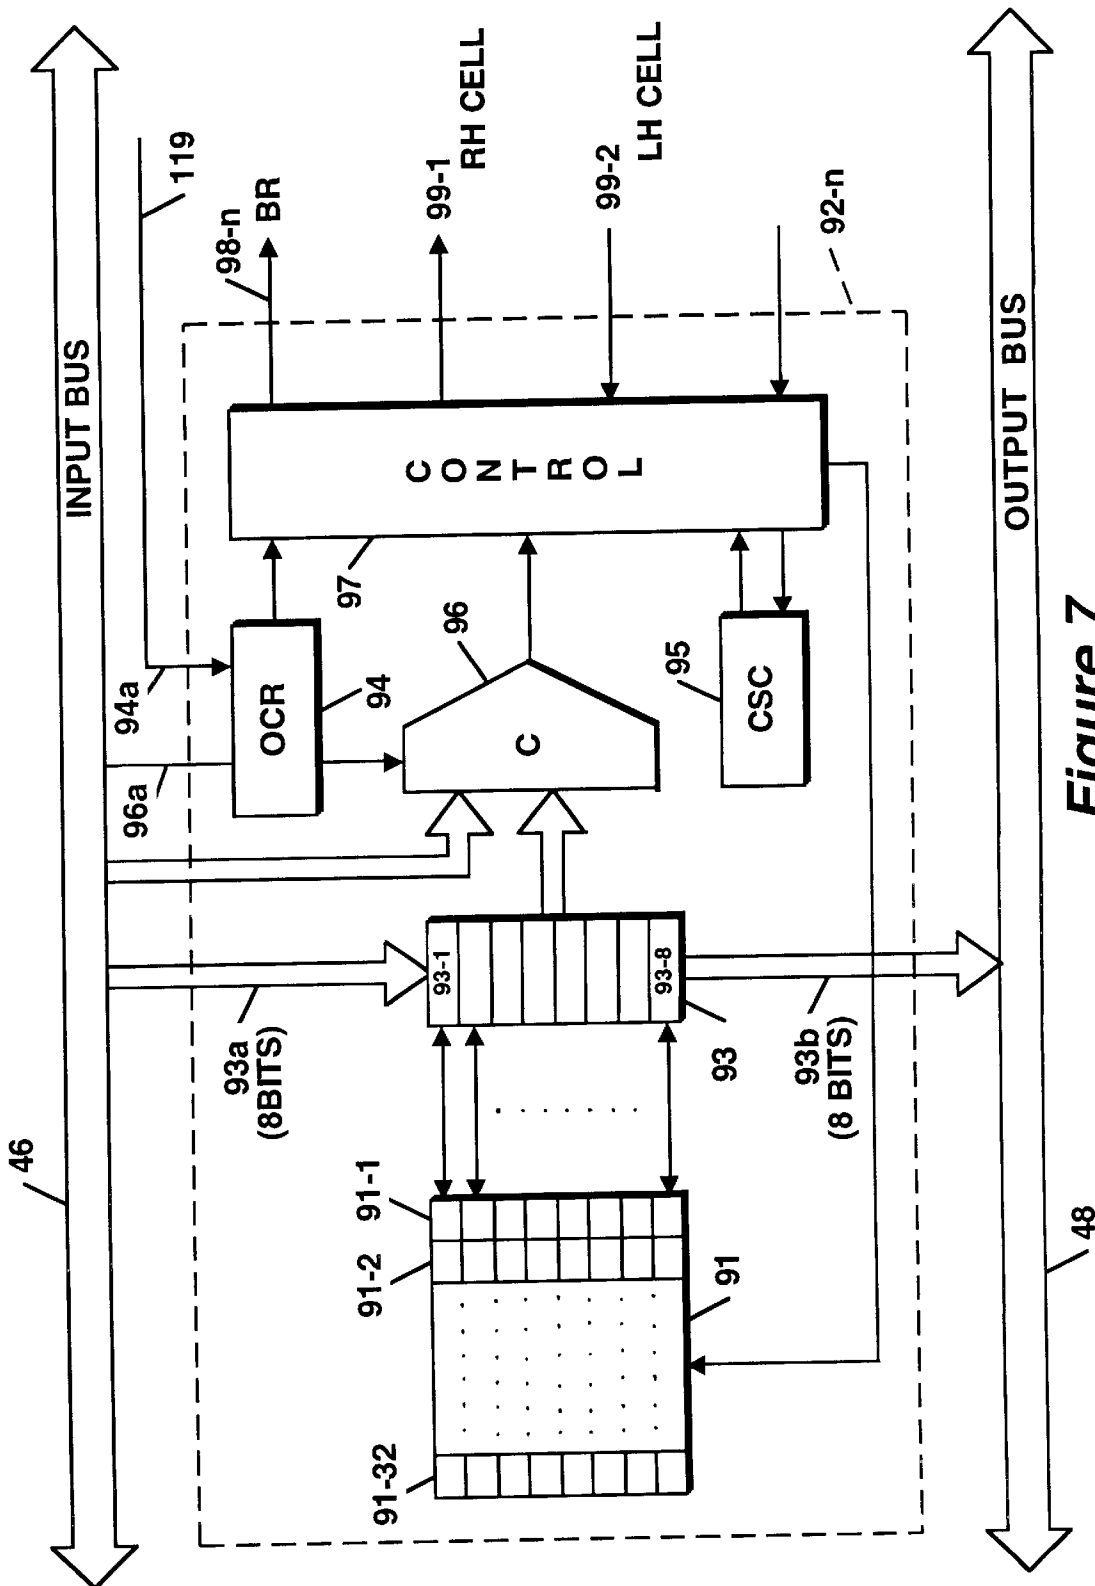 46
INPUT BUS
119
94a
96a
93a
(8BITS)
98-n
BR
99-1
RH CELL
99-2
LH CELL
92-n
OCR
94
97
CONTROL
96
C
95
CSC
93-1
93-8
93
93b
(8 BITS)
91-1
91-2
91-32
91
OUTPUT BUS
48
Figure 7